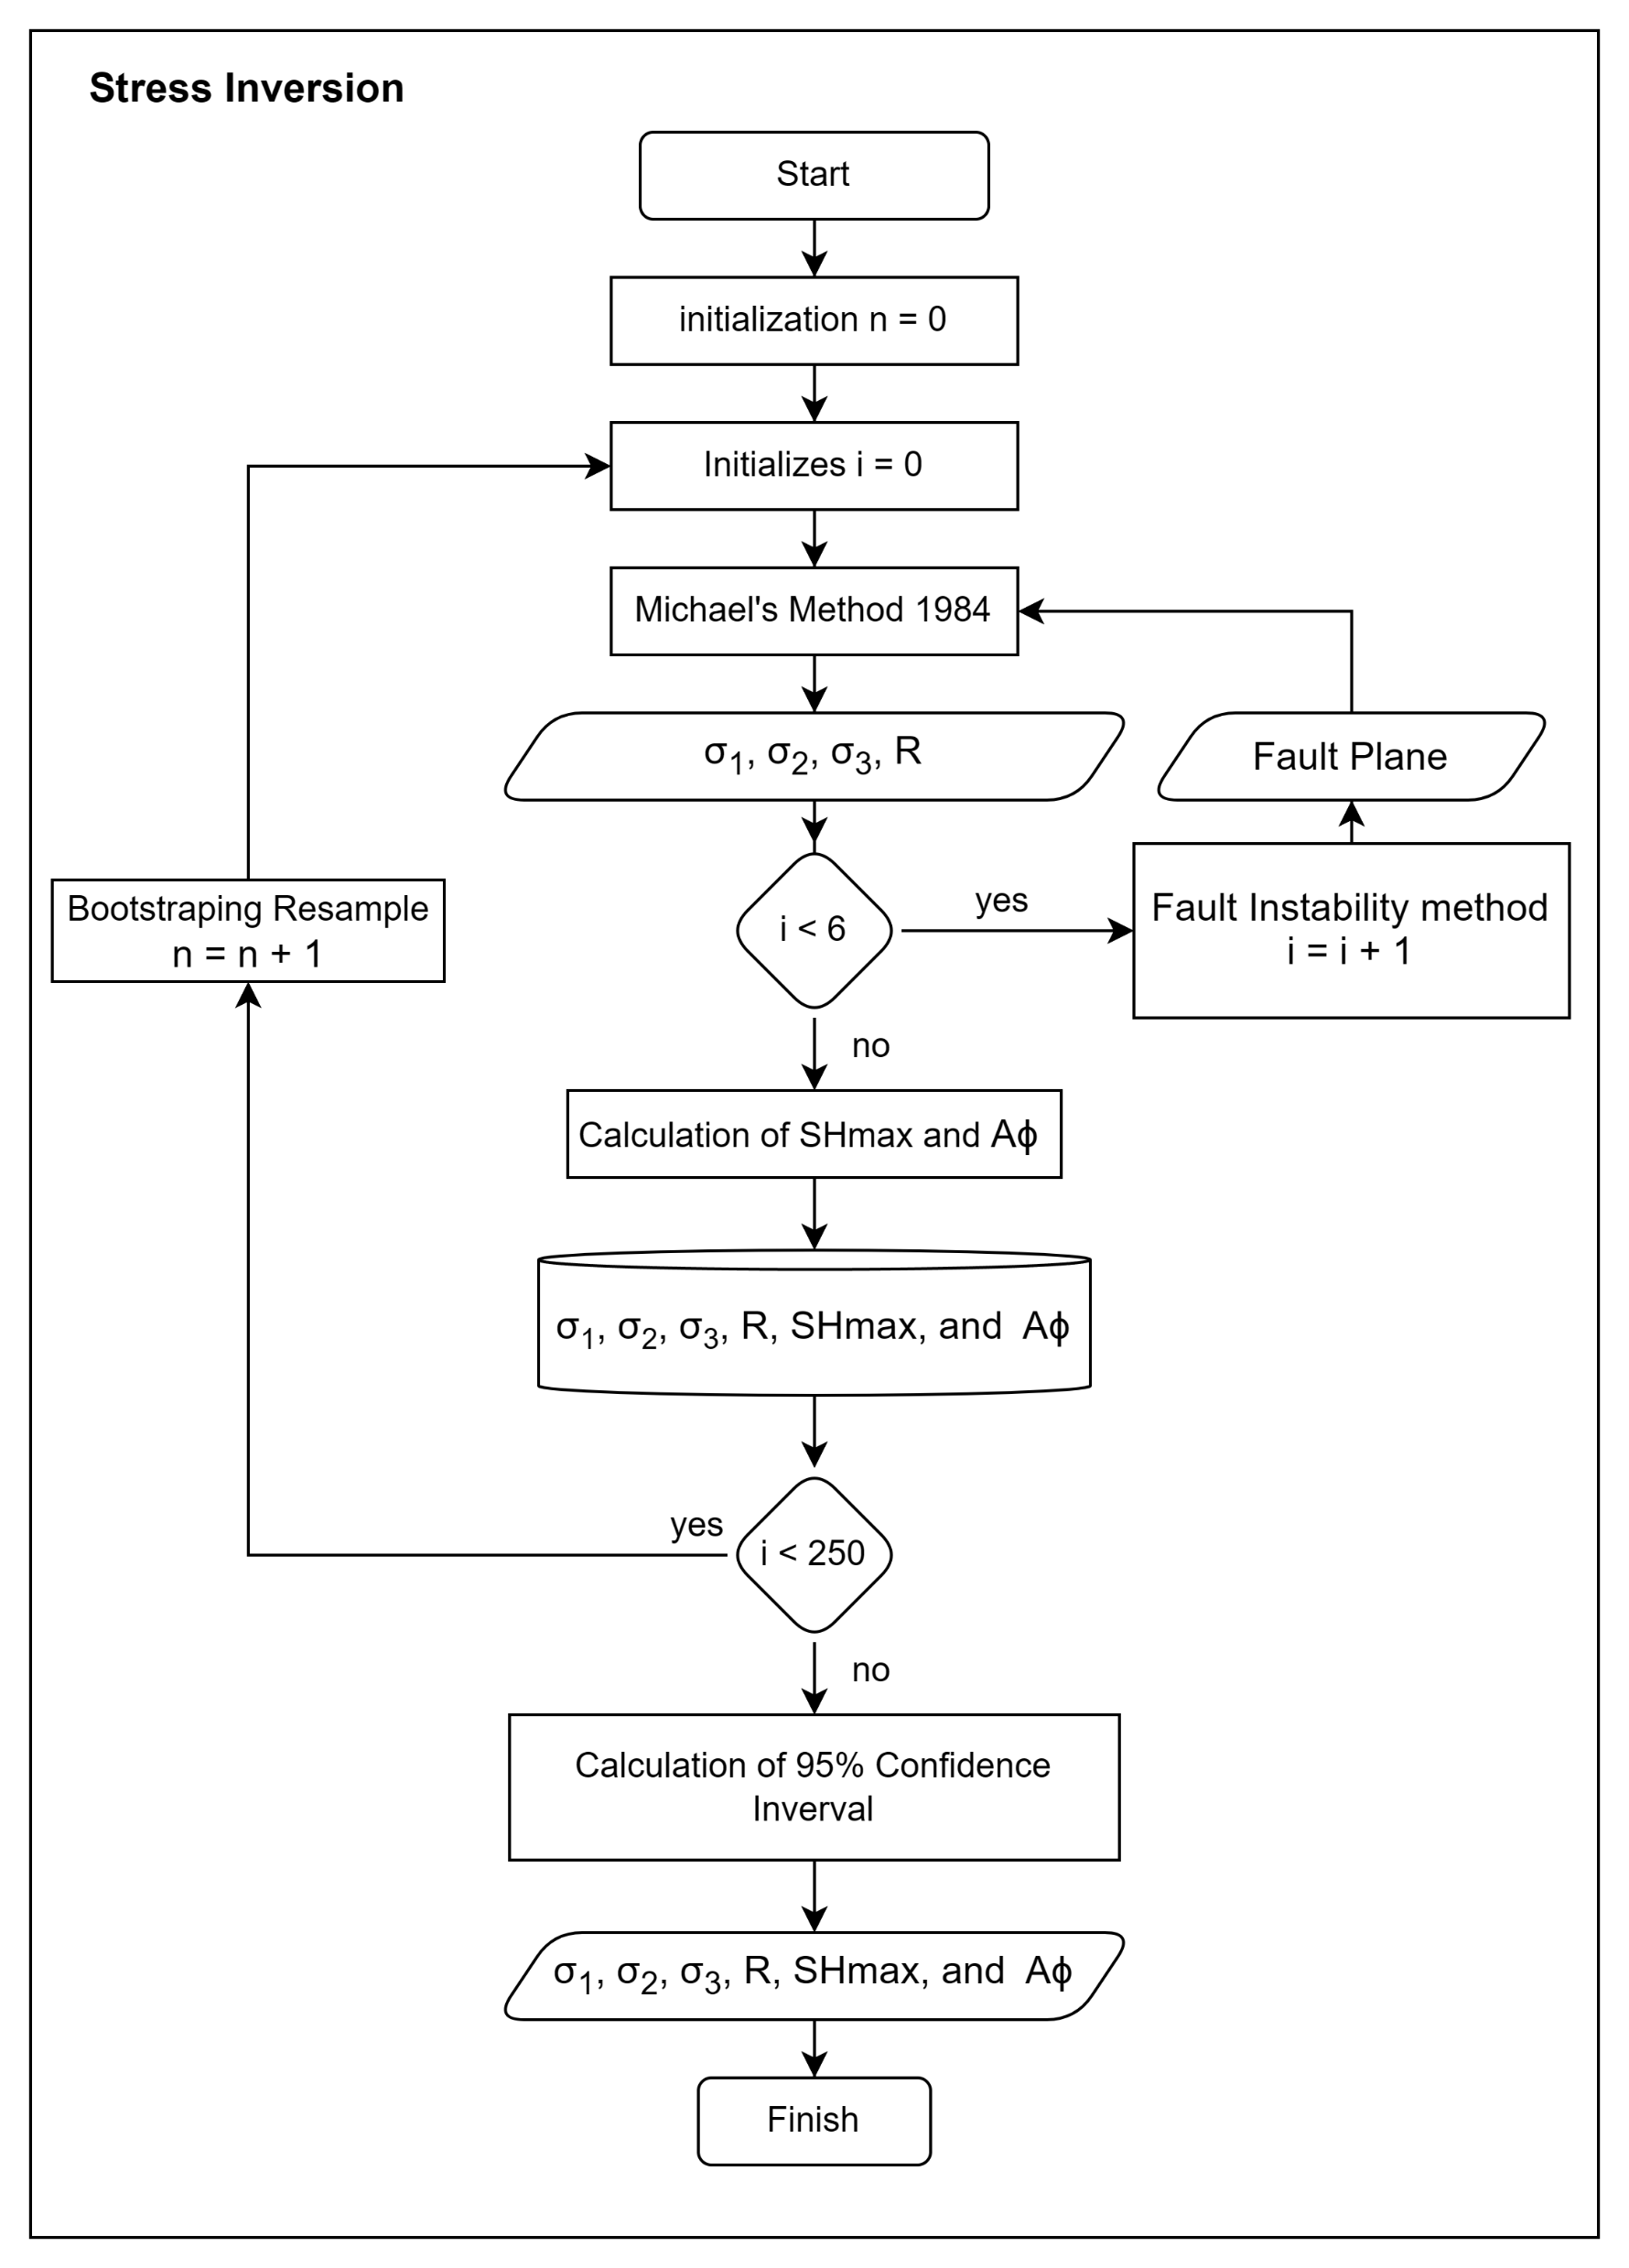 Stress Inversion
Start
initialization n = 0
Initializes i = 0
Michael's Method 1984
σ1, σ2, σ3, R
Fault Plane
i < 6
yes
Fault Instability method
i = i + 1
Bootstraping Resample
n = n + 1
no
Calculation of SHmax and Aϕ
σ1, σ2, σ3, R, SHmax, and Aϕ
yes
i < 250
no
Calculation of 95% Confidence
Inverval
σ1, σ2, σ3, R, SHmax, and Aϕ
Finish